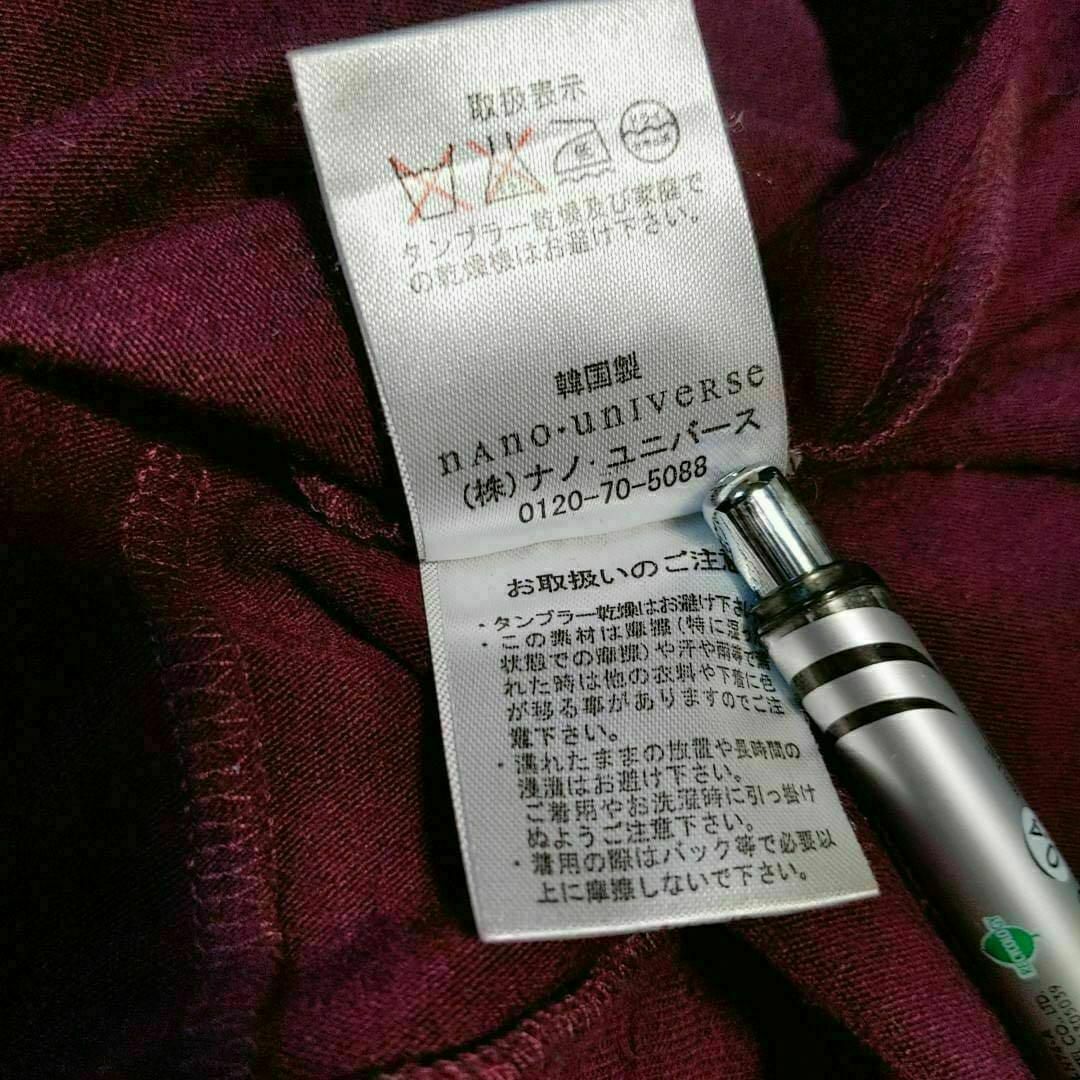 取扱表示
タンブラー乾燥及び家庭で
の乾燥機はお避け下さい。
韓国製
nAno・unIVeRSe
(株)ナノ・ユニバース
0120-70-5088
お取扱いのご注意
・タンブラー乾燥はお避け下さ
・この素材は摩擦(特に湿っ
状態での摩擦)や汗や雨等で
れた時は他の衣料や下着に色
が移る事がありますのでご注
意下さい。
・濡れたままの放置や長時間の
浸漬はお避け下さい。
ご着用やお洗濯時に引っ掛け
ぬようご注意下さい。
・着用の際はバック等で必要以
上に摩擦しないで下さい。
CO., LTD.